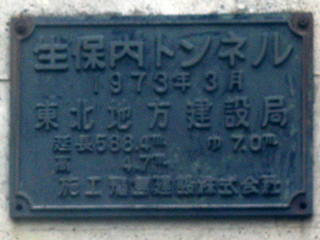 生保内トンネル
1973年3月
東北地方建設局
延長588.4m 巾7.0m
高 4.7m
施工 建設株式会社